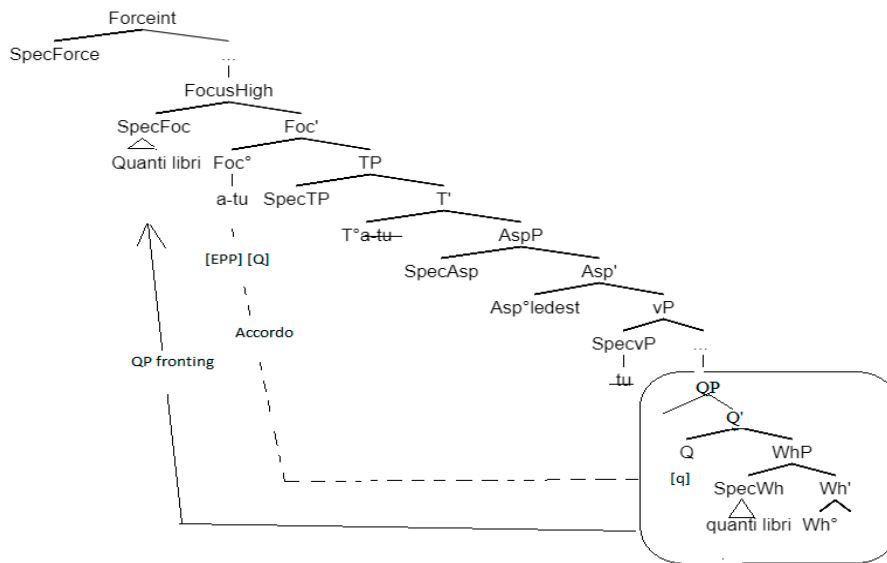 Forceint
SpecForce ...
FocusHigh
SpecFoc Foc'
Quanti libri Foc° TP
a-tu SpecTP T'
T°a-tu AspP
[EPP] [Q] SpecAsp Asp'
Asp°ledest vP
Accordo SpecvP ...
QP fronting
tu QP
Q'
Q WhP
[q] SpecWh Wh'
quanti libri Wh°